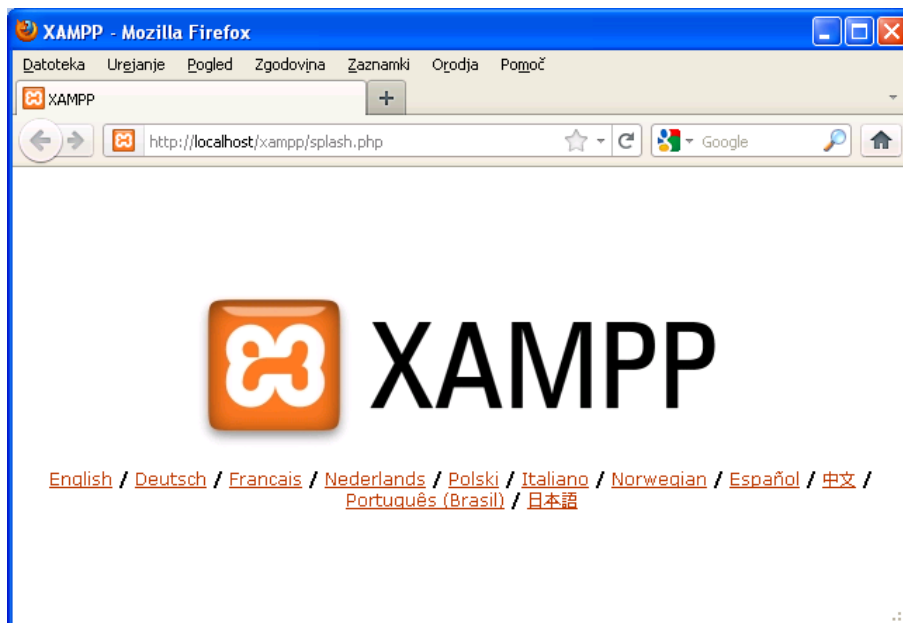 XAMPP - Mozilla Firefox
Datoteka Urejanje Pogled Zgodovina Zaznamki Orodja Pomoč
XAMPP
http://localhost/xampp/splash.php Google
XAMPP
English / Deutsch / Francais / Nederlands / Polski / Italiano / Norwegian / Español / 中文 /
Português (Brasil) / 日本語